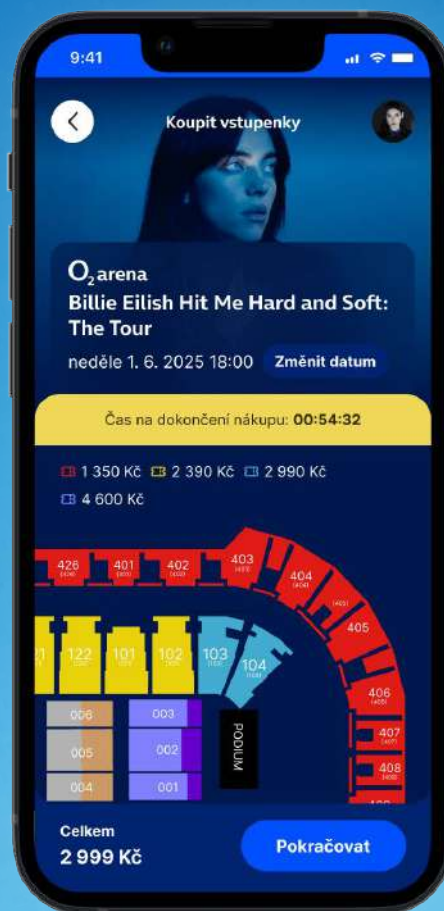 9:41
Koupit vstupenky
O2 arena
Billie Eilish Hit Me Hard and Soft:
The Tour
neděle 1. 6. 2025 18:00 Změnit datum
Čas na dokončení nákupu: 00:54:32
1 350 Kč 2 390 Kč 2 990 Kč
4 600 Kč
426 401 402 403
404
405
406
407
408
21 122 101 102 103 104
006 003
005 002
004 001
PODIUM
Celkem
2 999 Kč
Pokračovat